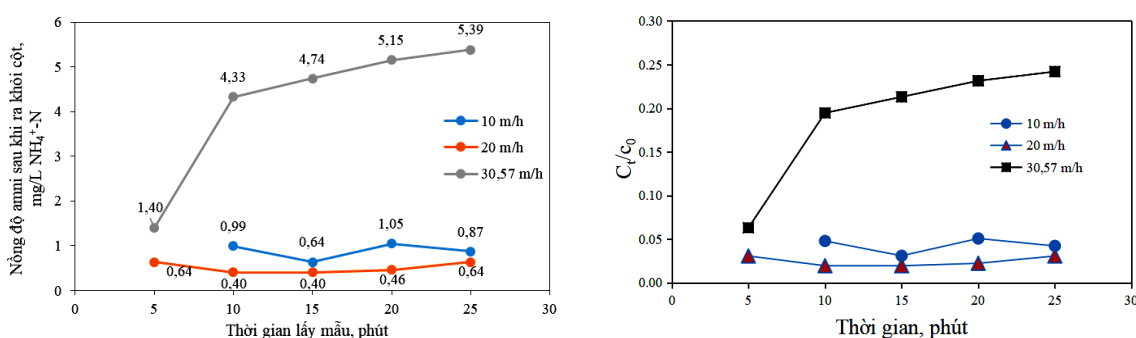 Nồng độ amni sau khi ra khỏi cột,
mg/L NH₄⁺-N
6
5
4
3
2
1
0
0 5 10 15 20 25 30
1,40
4,33
4,74
5,15
5,39
0,99
0,64
1,05
0,87
0,64
0,40
0,40
0,46
0,64
10 m/h
20 m/h
30,57 m/h
Thời gian lấy mẫu, phút
Cₜ/c₀
0.30
0.25
0.20
0.15
0.10
0.05
0.00
0 5 10 15 20 25 30
10 m/h
20 m/h
30,57 m/h
Thời gian, phút